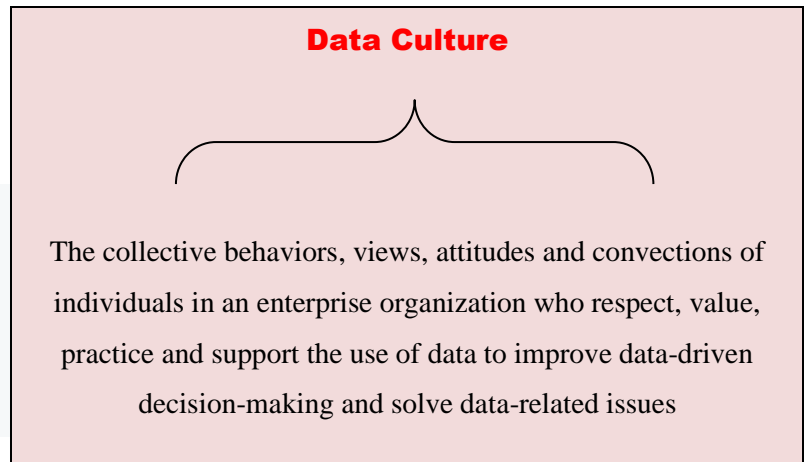 Data Culture
The collective behaviors, views, attitudes and convections of
individuals in an enterprise organization who respect, value,
practice and support the use of data to improve data-driven
decision-making and solve data-related issues